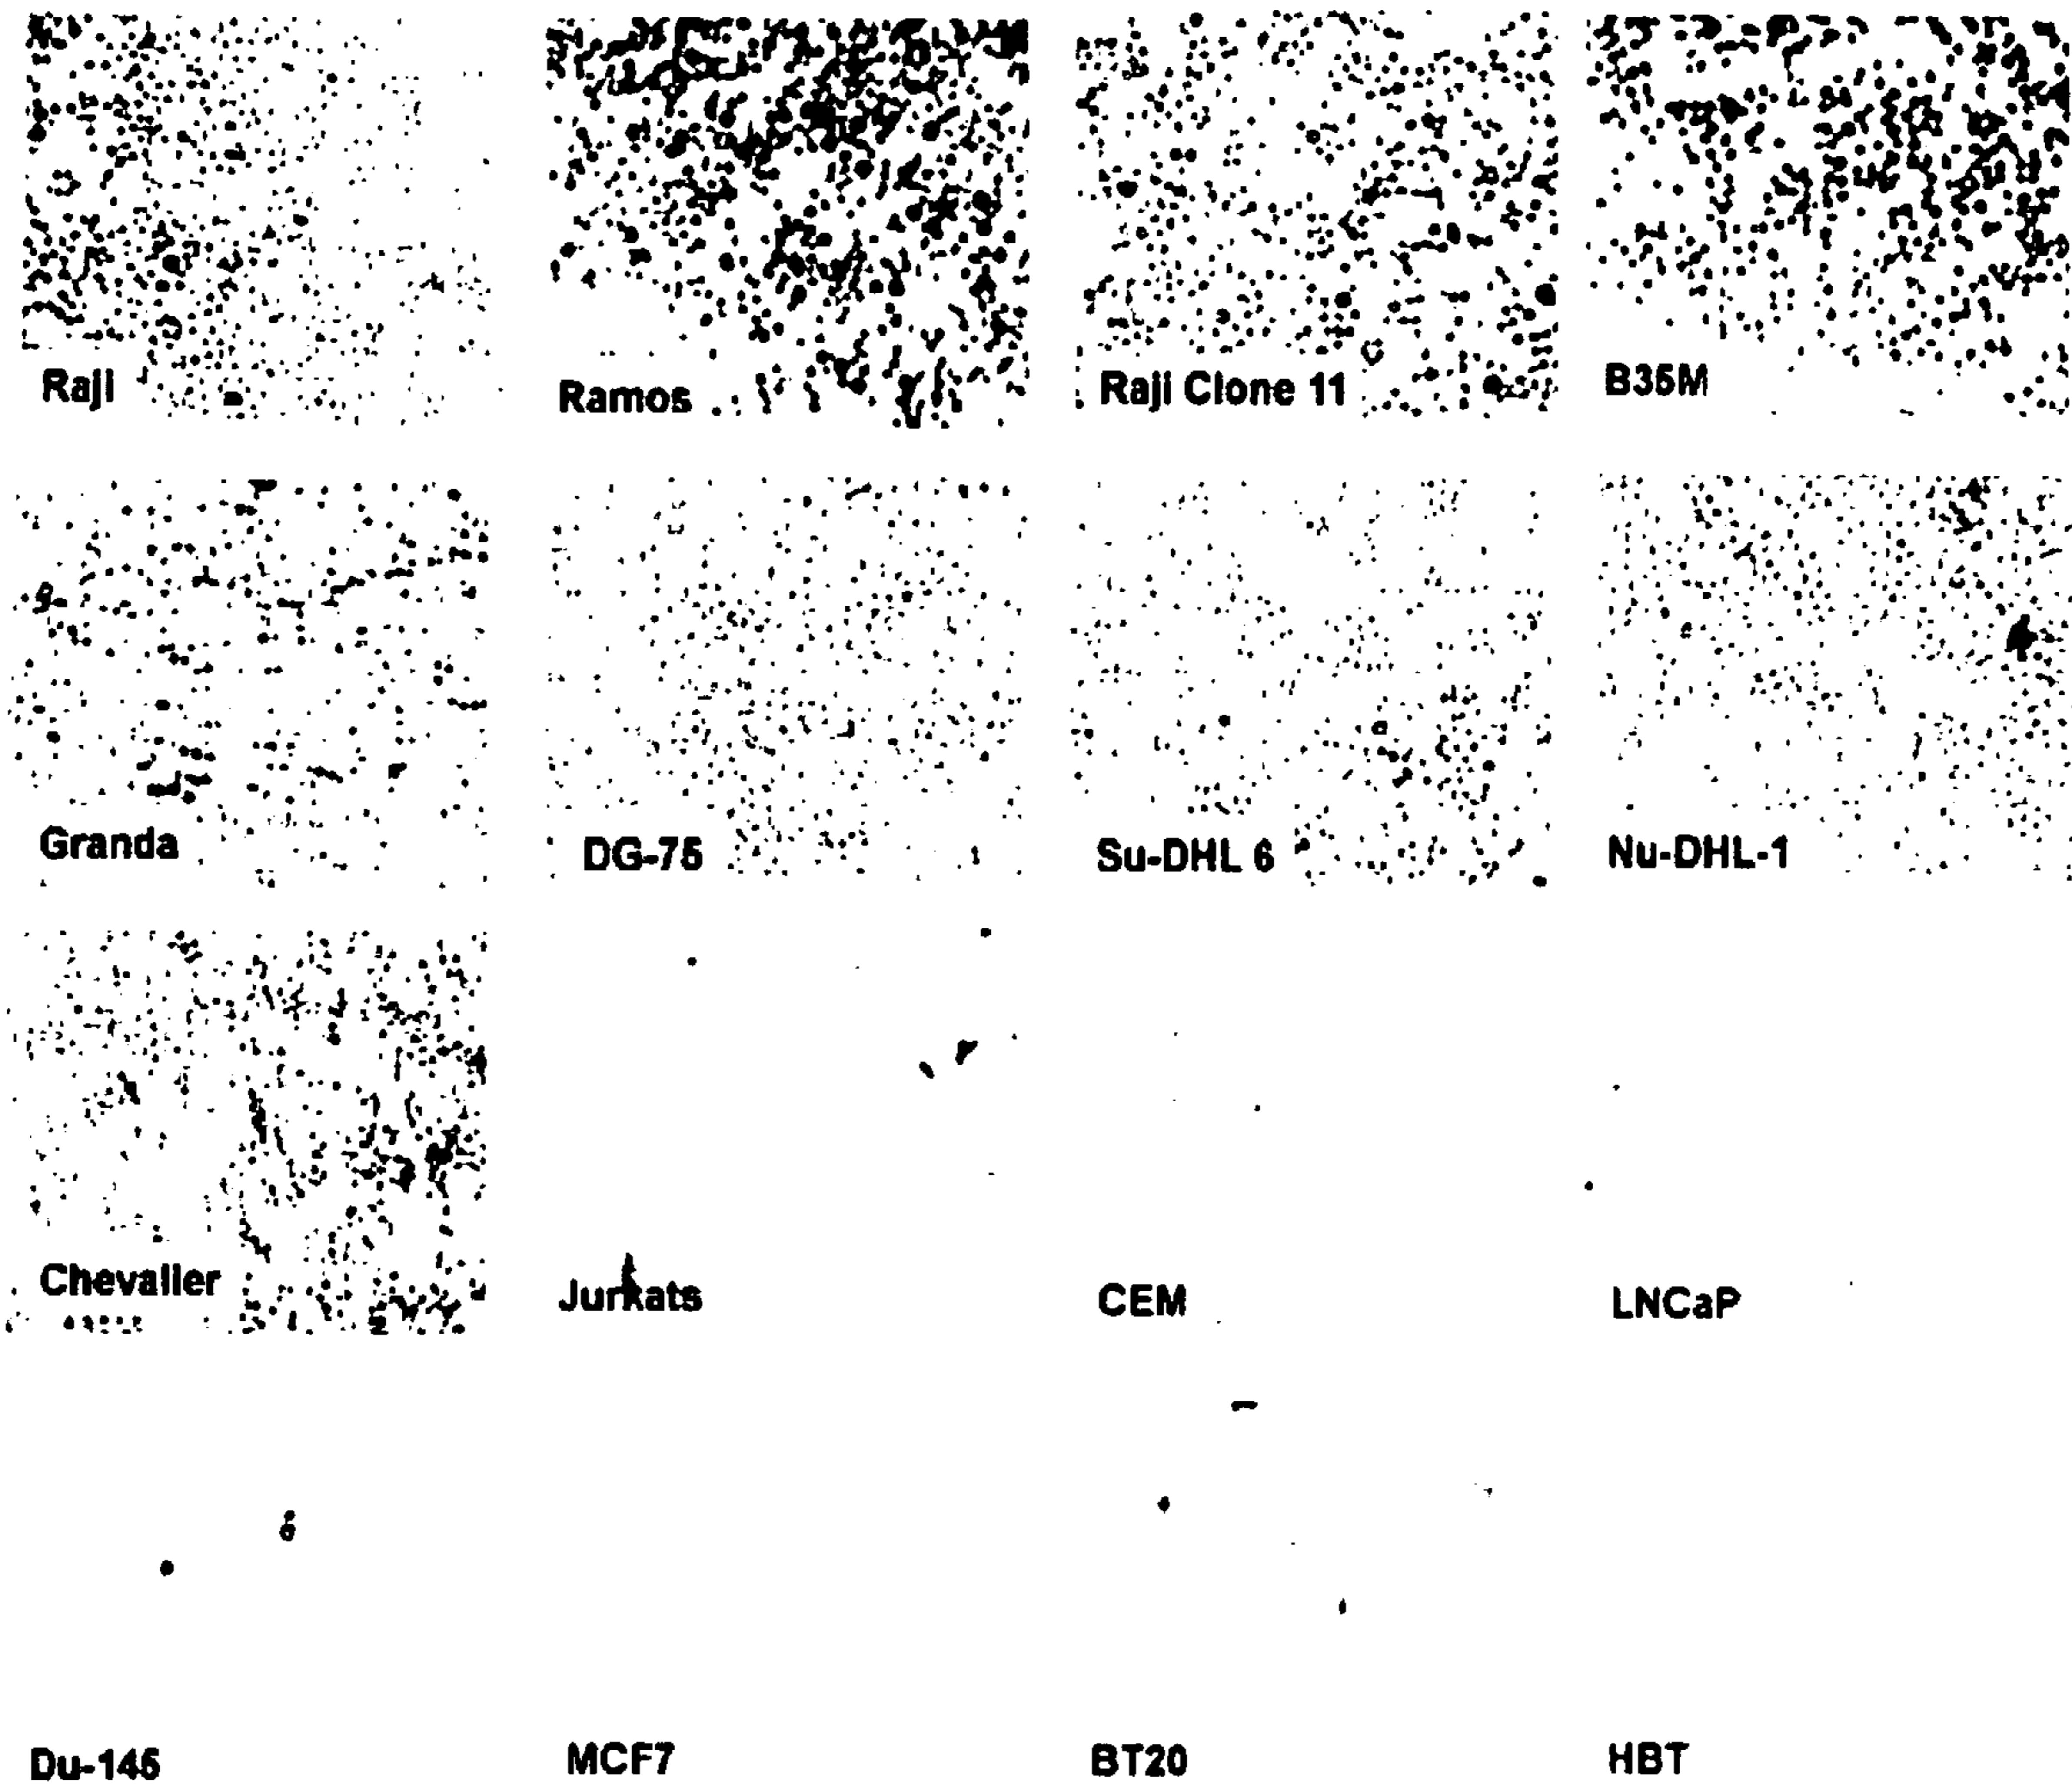 Raji
Ramos
Raji Clone 11
B35M
Granda
DG-75
Su-DHL 6
Nu-DHL-1
Chevalier
Jurkats
CEM
LNCaP
Du-145
MCF7
BT20
HBT